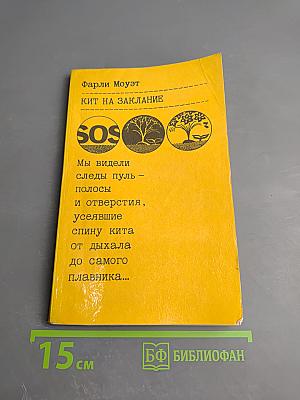 Фарли Моуэт
КИТ НА ЗАКЛАНИЕ
SOS
Мы видели
следы пуль –
полосы
и отверстия,
усеявшие
спину кита
от дыхала
до самого
плавника...
15 см
БФ БИБЛИОФАН